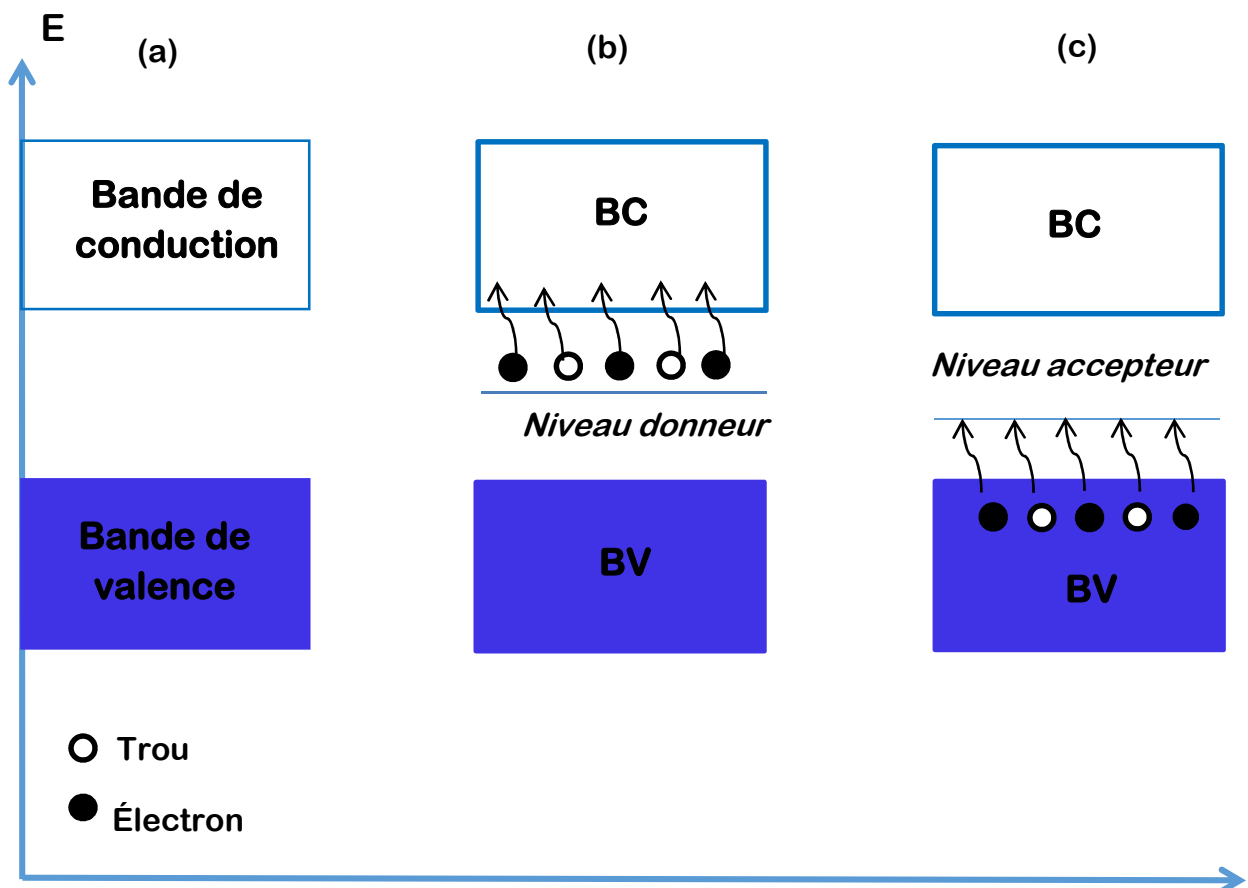 E
(a)
(b)
(c)
Bande de
conduction
BC
BC
Niveau accepteur
Niveau donneur
Bande de
valence
BV
BV
Trou
Électron